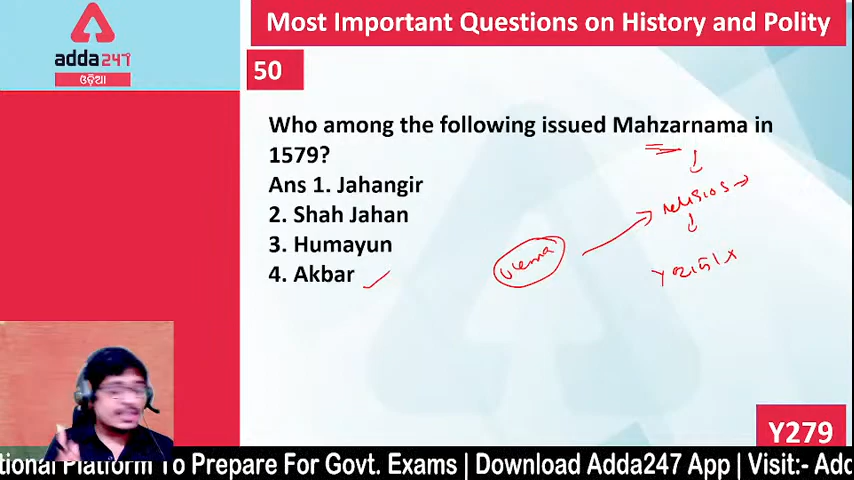 Most Important Questions on History and Polity
adda247
ଓଡ଼ିଆ
50
Who among the following issued Mahzarnama in
1579?
Ans 1. Jahangir
2. Shah Jahan
3. Humayun
4. Akbar
Ulema
Y279
tional Platform To Prepare For Govt. Exams | Download Adda247 App | Visit:- Add